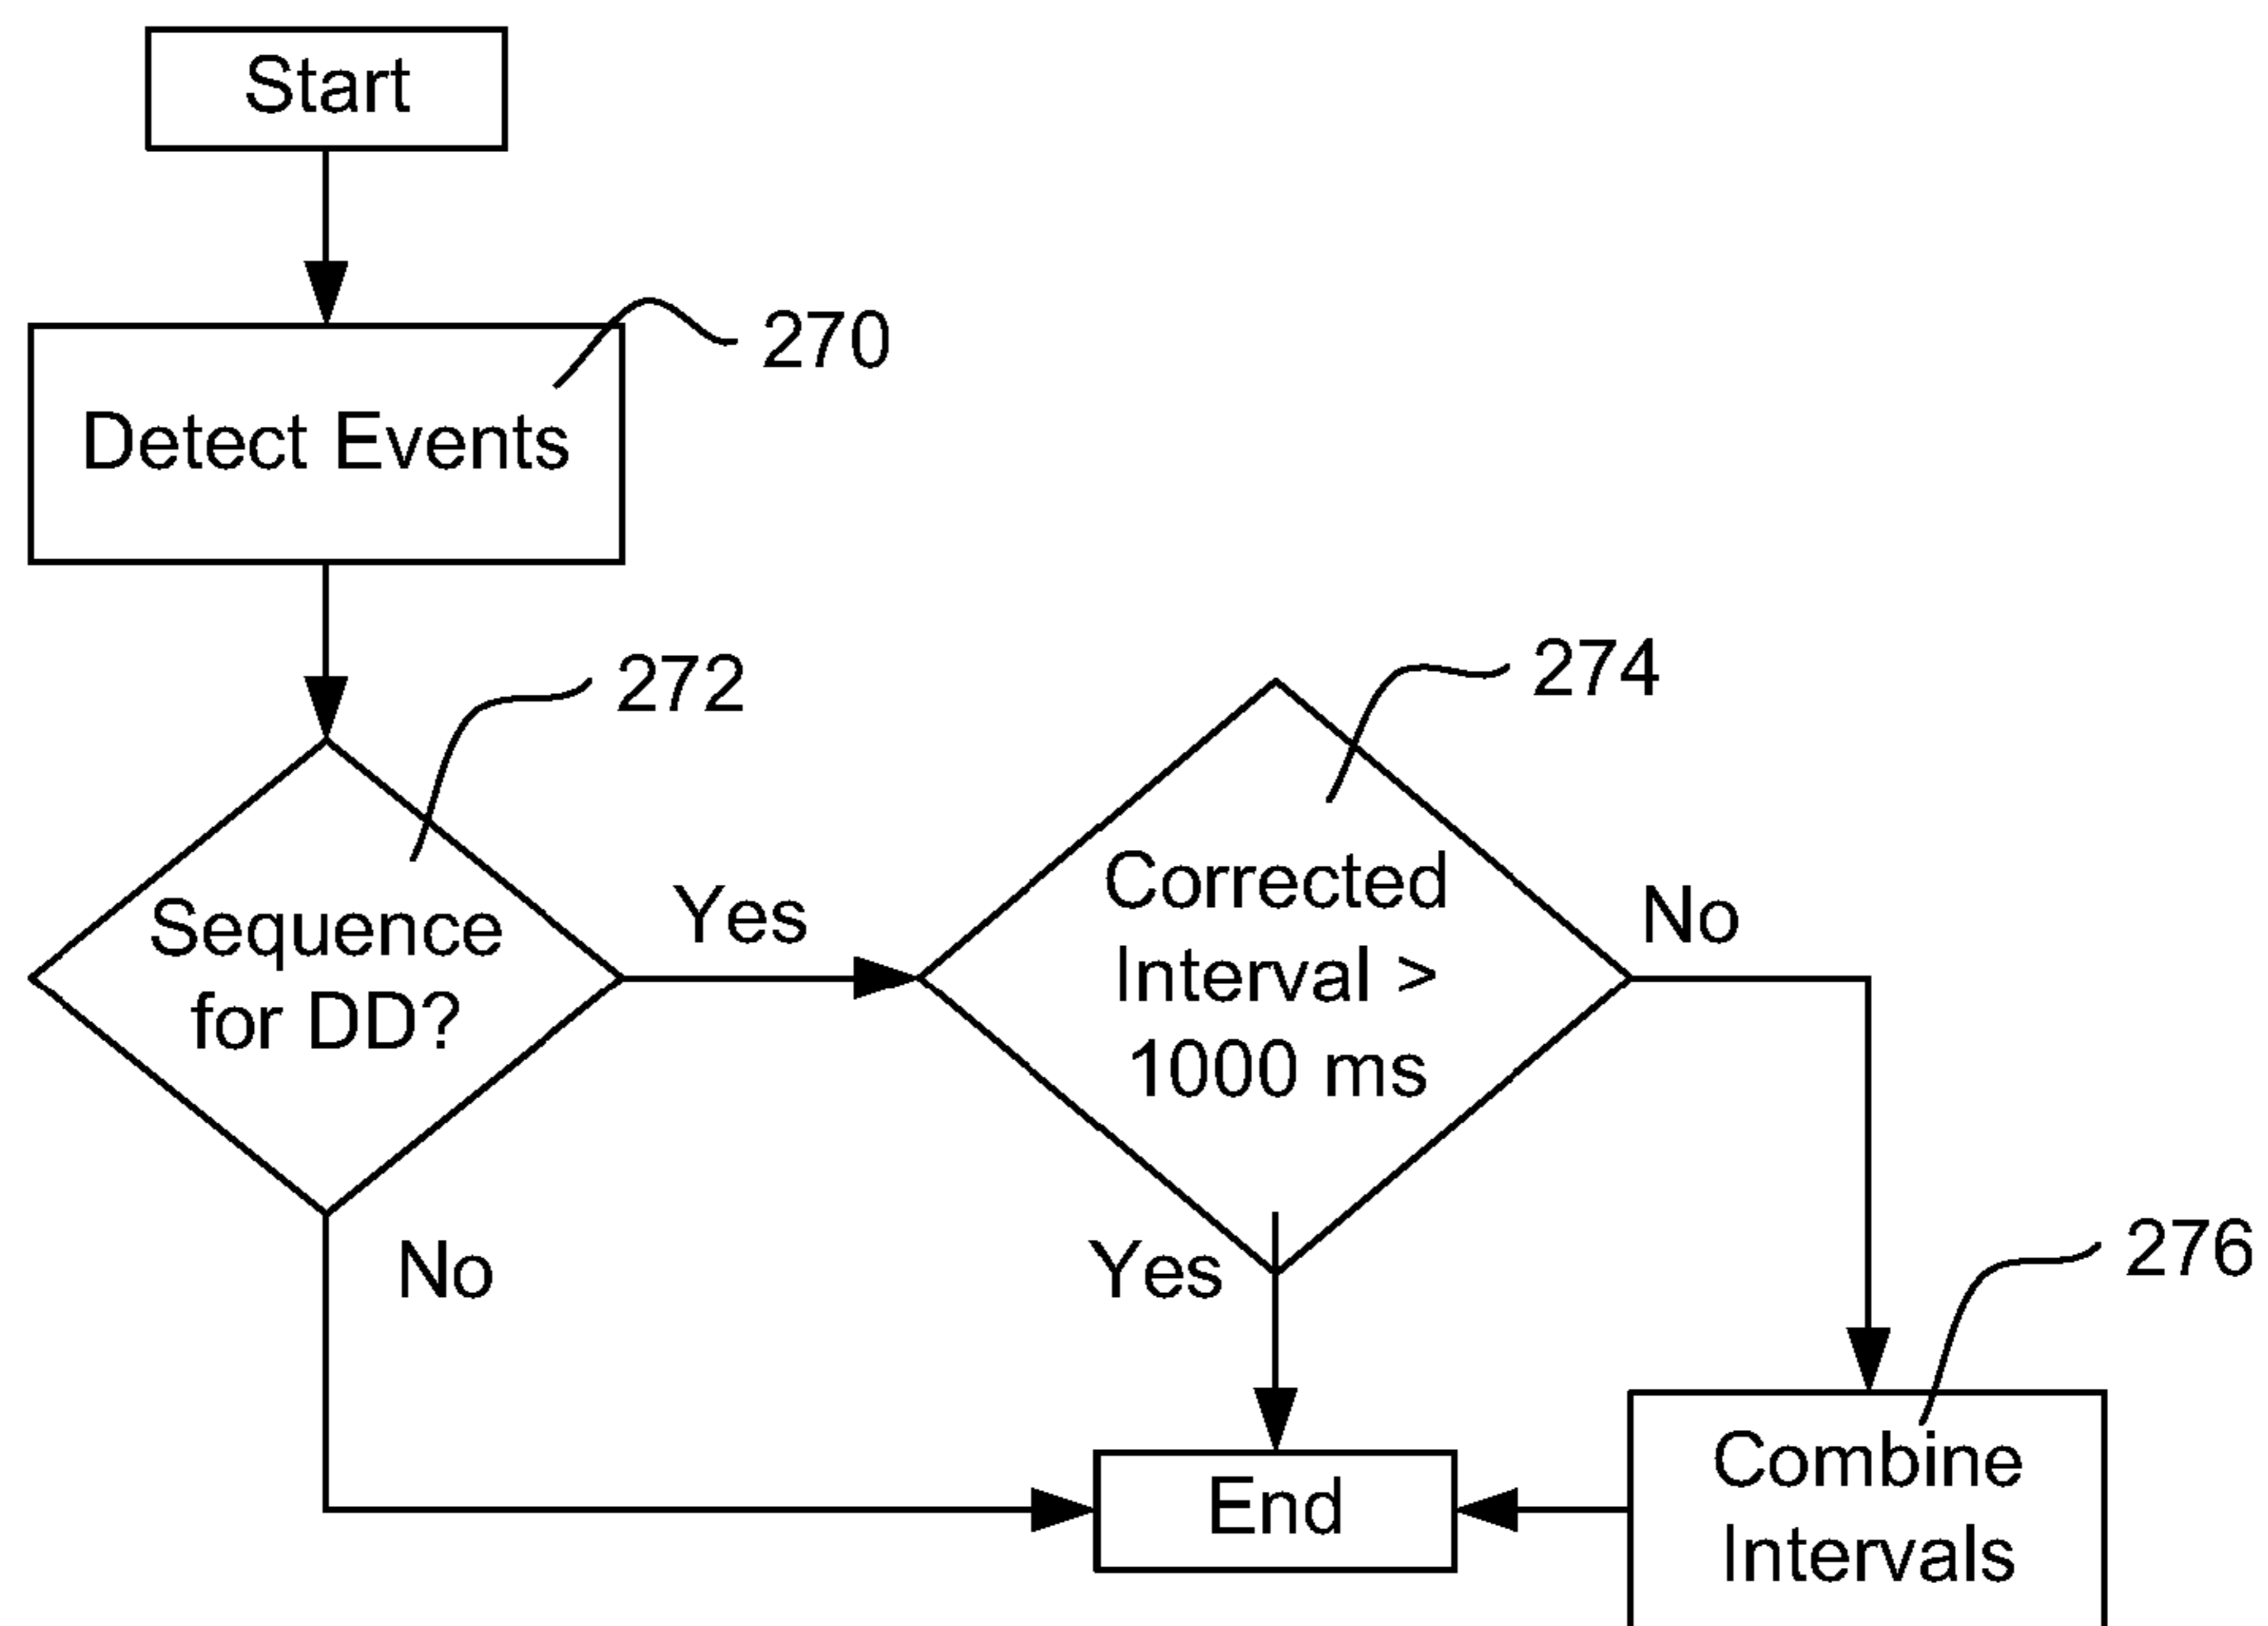 Start
270
Detect Events
272
274
Sequence
for DD?
Yes
Corrected
Interval >
1000 ms
No
No
Yes
276
End
Combine
Intervals